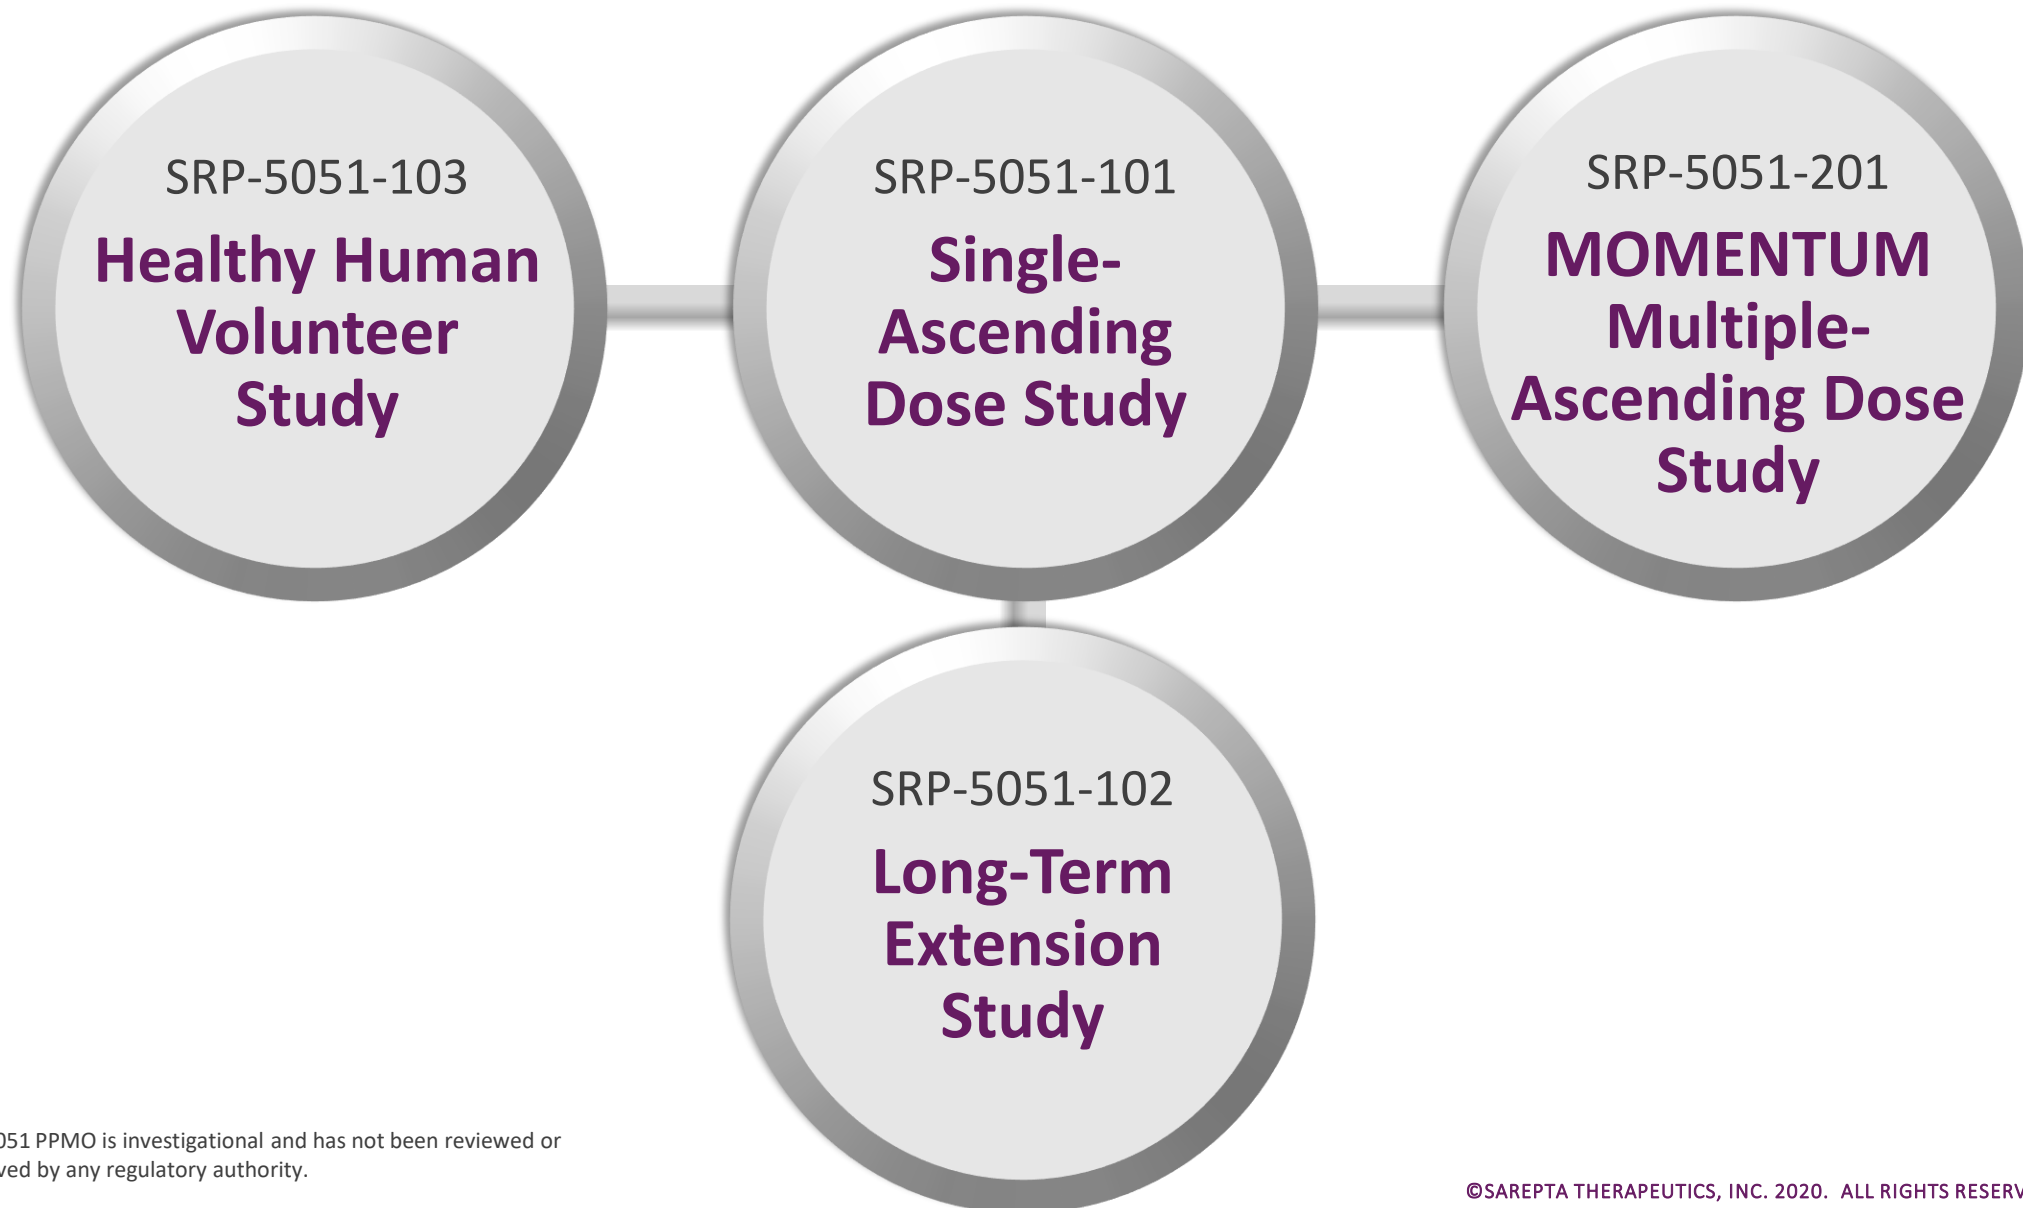 SRP-5051-103
Healthy Human
Volunteer
Study
SRP-5051-101
Single-
Ascending
Dose Study
SRP-5051-201
MOMENTUM
Multiple-
Ascending Dose
Study
SRP-5051-102
Long-Term
Extension
Study
051 PPMO is investigational and has not been reviewed or
ved by any regulatory authority.
©SAREPTA THERAPEUTICS, INC. 2020. ALL RIGHTS RESERV